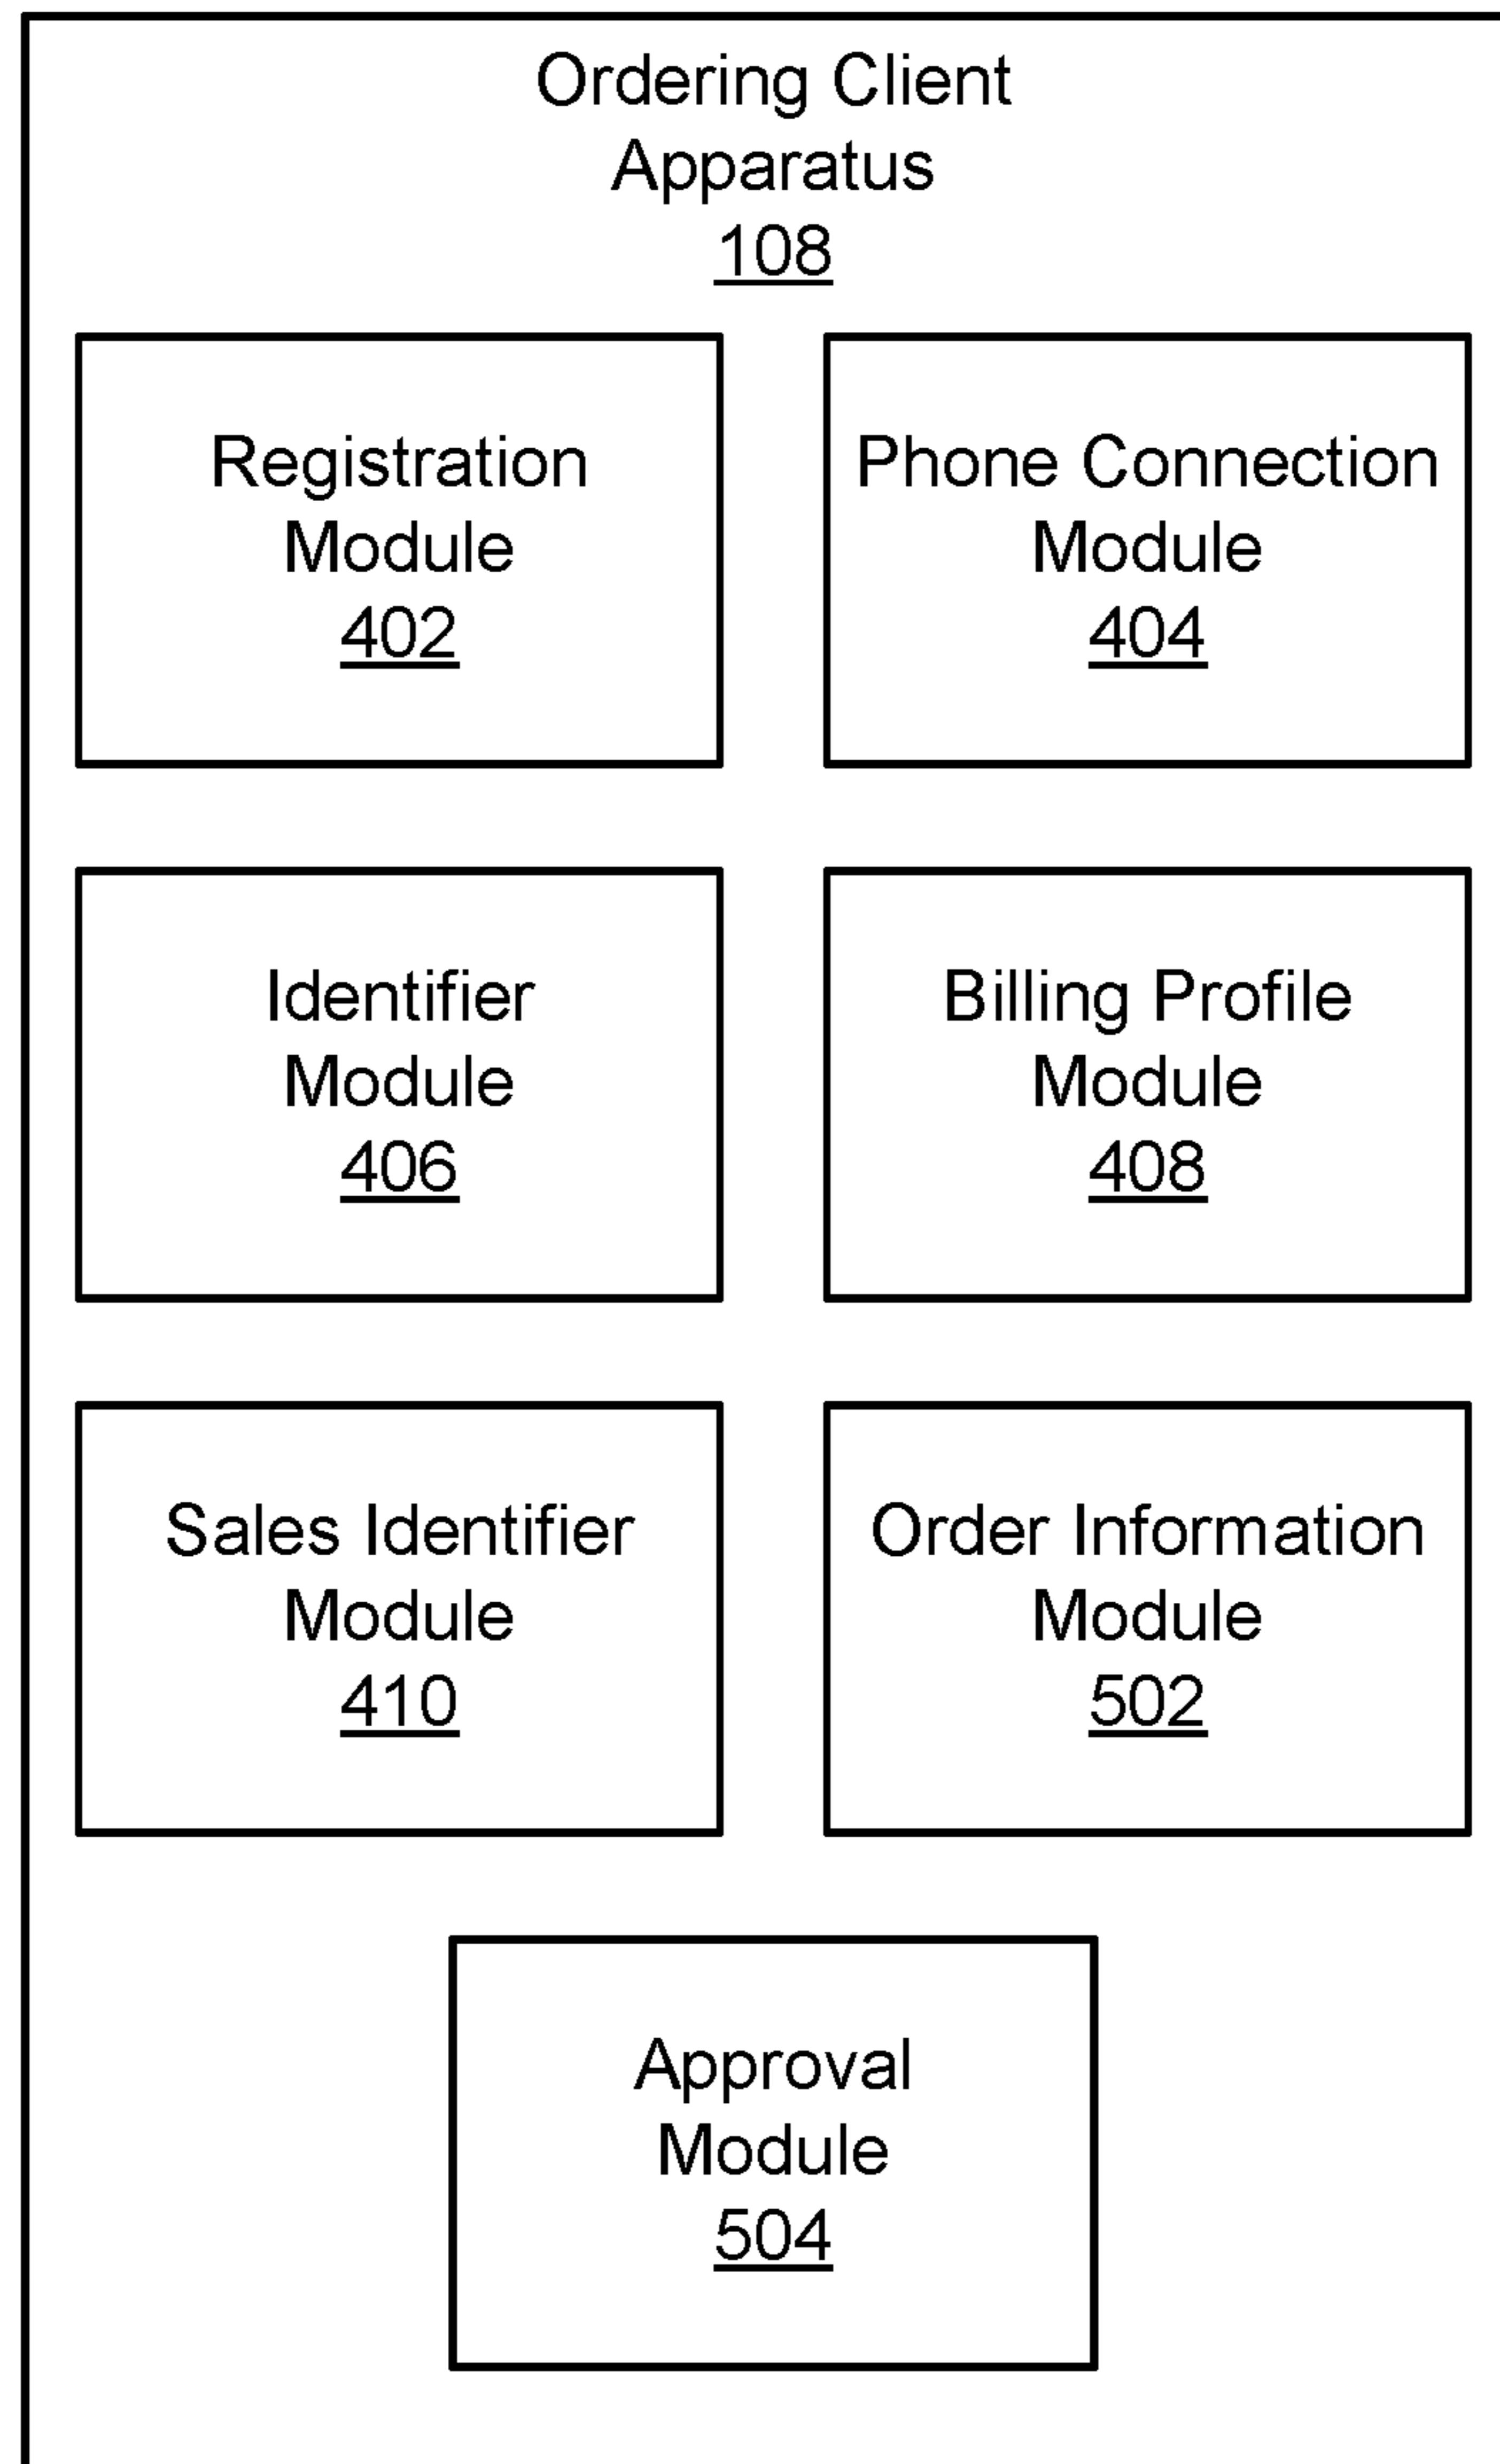 Ordering Client
Apparatus
108
Registration
Module
402
Phone Connection
Module
404
Identifier
Module
406
Billing Profile
Module
408
Sales Identifier
Module
410
Order Information
Module
502
Approval
Module
504